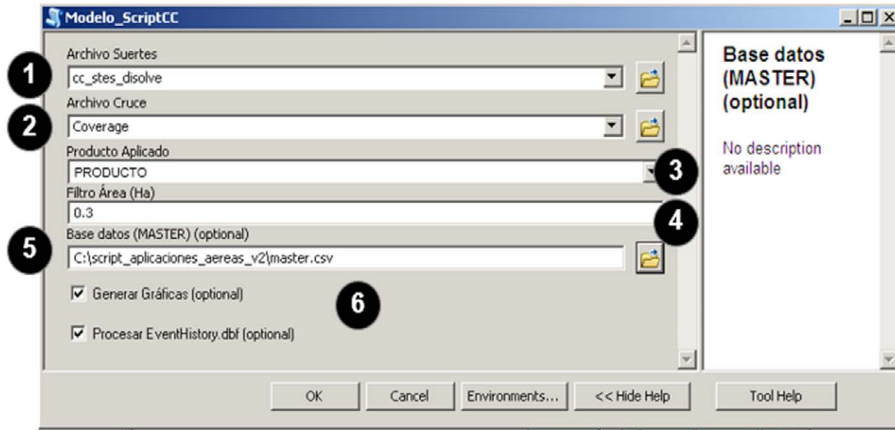 Modelo_ScriptCC
Archivo Suertes
1
cc_stes_disolve
Archivo Cruce
2
Coverage
Producto Aplicado
PRODUCTO
3
Filtro Área (Ha)
0.3
4
Base datos (MASTER) (optional)
5
C:\script_aplicaciones_aereas_v2\master.csv
Generar Gráficas (optional)
6
Procesar EventHistory.dbf (optional)
OK
Cancel
Environments...
<< Hide Help
Tool Help
Base datos
(MASTER)
(optional)
No description
available